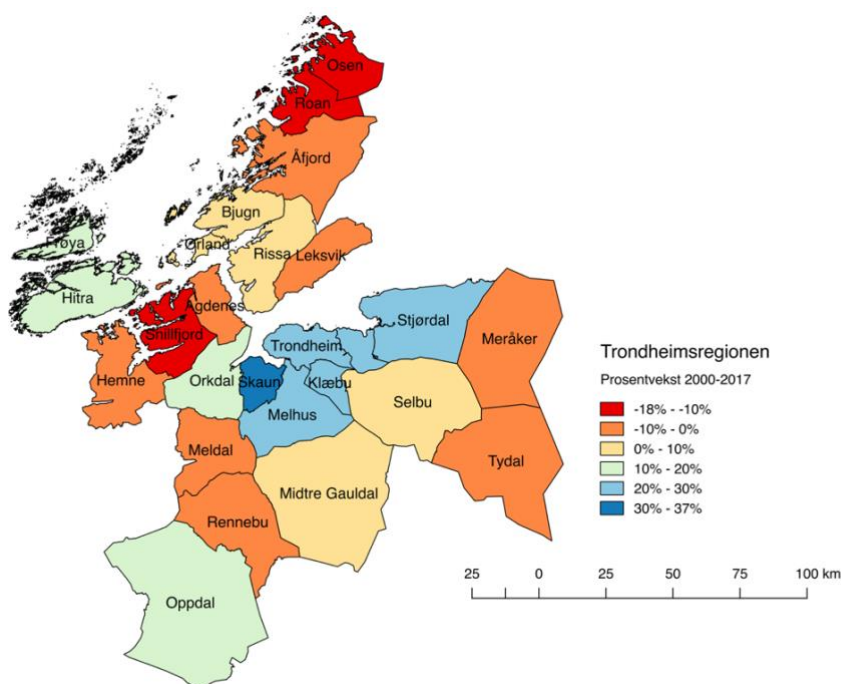 Osen
Roan
Åfjord
Bjugn
Frøya
Ørland
Rissa
Leksvik
Hitra
Agdenes
Snillfjord
Stjørdal
Trondheim
Meråker
Hemne
Orkdal
Skaun
Klæbu
Selbu
Melhus
Meldal
Tydal
Midtre Gauldal
Rennebu
Oppdal
Trondheimsregionen
Prosentvekst 2000-2017
-18% - -10%
-10% - 0%
0% - 10%
10% - 20%
20% - 30%
30% - 37%
25 0 25 50 75 100 km